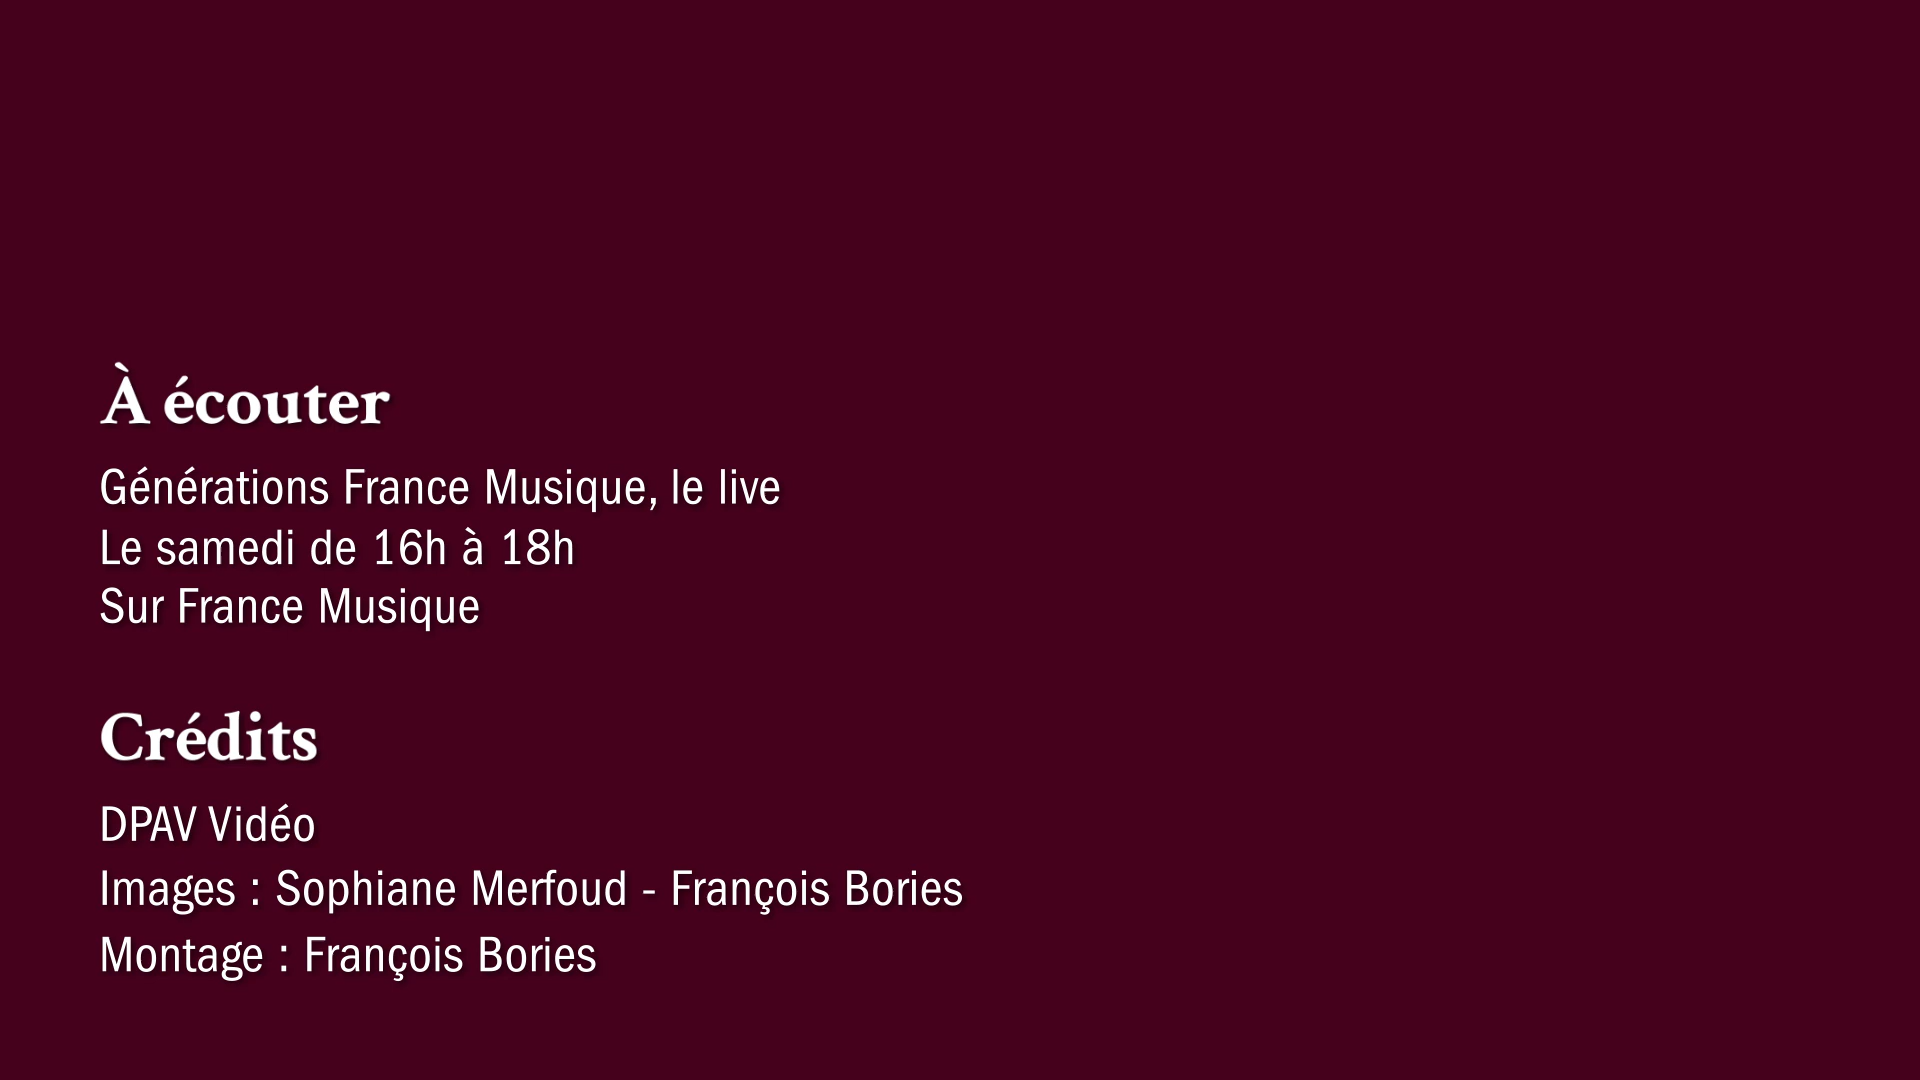 À écouter
Générations France Musique, le live
Le samedi de 16h à 18h
Sur France Musique
Crédits
DPAV Vidéo
Images : Sophiane Merfoud - François Bories
Montage : François Bories